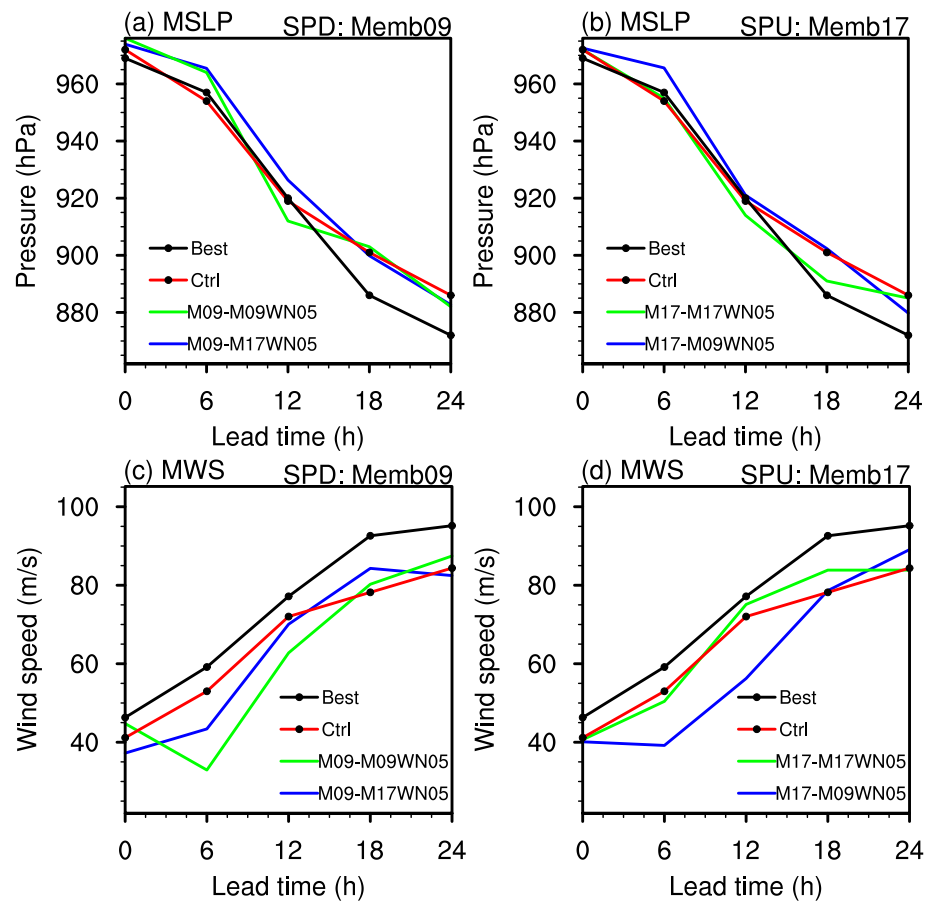 (a) MSLP SPD: Memb09
Pressure (hPa)
960
940
920
900
880
Best
Ctrl
M09-M09WN05
M09-M17WN05
0 6 12 18 24
Lead time (h)
(b) MSLP SPU: Memb17
Pressure (hPa)
960
940
920
900
880
Best
Ctrl
M17-M17WN05
M17-M09WN05
0 6 12 18 24
Lead time (h)
(c) MWS SPD: Memb09
Wind speed (m/s)
100
80
60
40
Best
Ctrl
M09-M09WN05
M09-M17WN05
0 6 12 18 24
Lead time (h)
(d) MWS SPU: Memb17
Wind speed (m/s)
100
80
60
40
Best
Ctrl
M17-M17WN05
M17-M09WN05
0 6 12 18 24
Lead time (h)